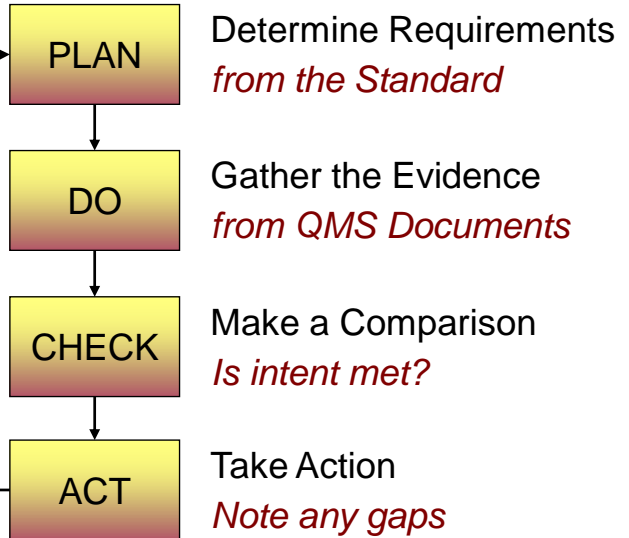 PLAN
Determine Requirements
from the Standard
DO
Gather the Evidence
from QMS Documents
CHECK
Make a Comparison
Is intent met?
ACT
Take Action
Note any gaps